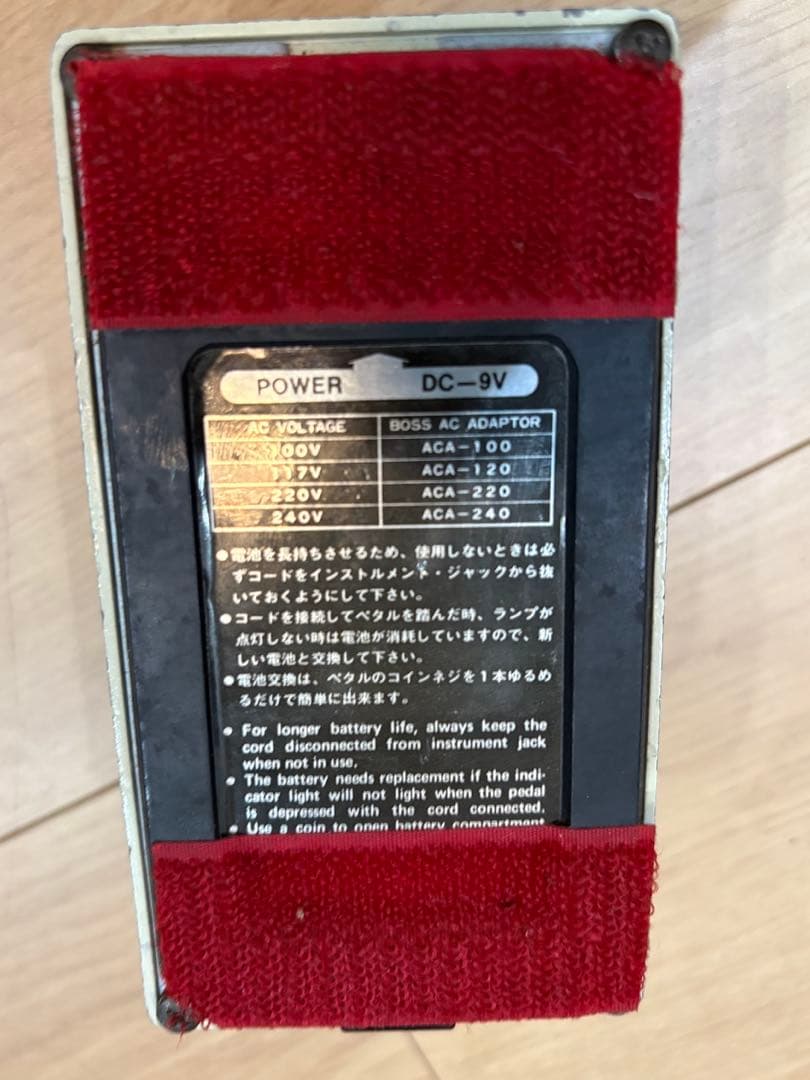 POWER DC-9V
AC VOLTAGE BOSS AC ADAPTOR
100V ACA-100
117V ACA-120
220V ACA-220
240V ACA-240
●電池を長持ちさせるため、使用しないときは必
ずコードをインストルメント・ジャックから抜
いておくようにして下さい。
●コードを接続してペタルを踏んだ時、ランプが
点灯しない時は電池が消耗していますので、新
しい電池と交換して下さい。
●電池交換は、ペタルのコインネジを1本ゆるめ
るだけで簡単に出来ます。
● For longer battery life, always keep the
cord disconnected from instrument jack
when not in use.
● The battery needs replacement if the indi-
cator light will not light when the pedal
is depressed with the cord connected.
● Use a coin to open battery compartment